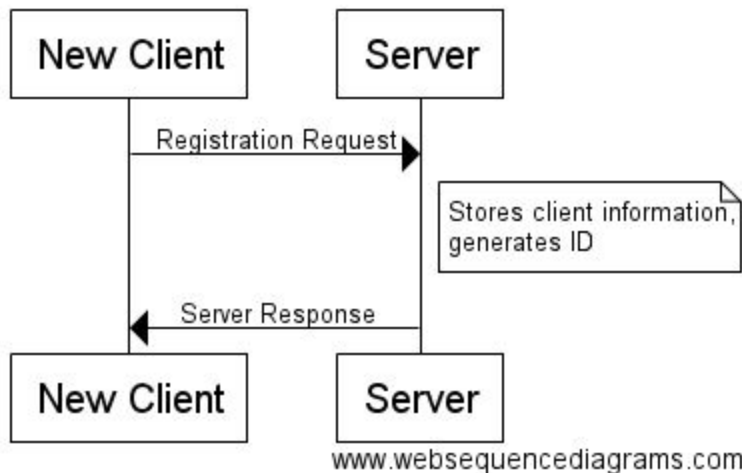 New Client
Server
Registration Request
Stores client information,
generates ID
Server Response
New Client
Server
www.websequencediagrams.com